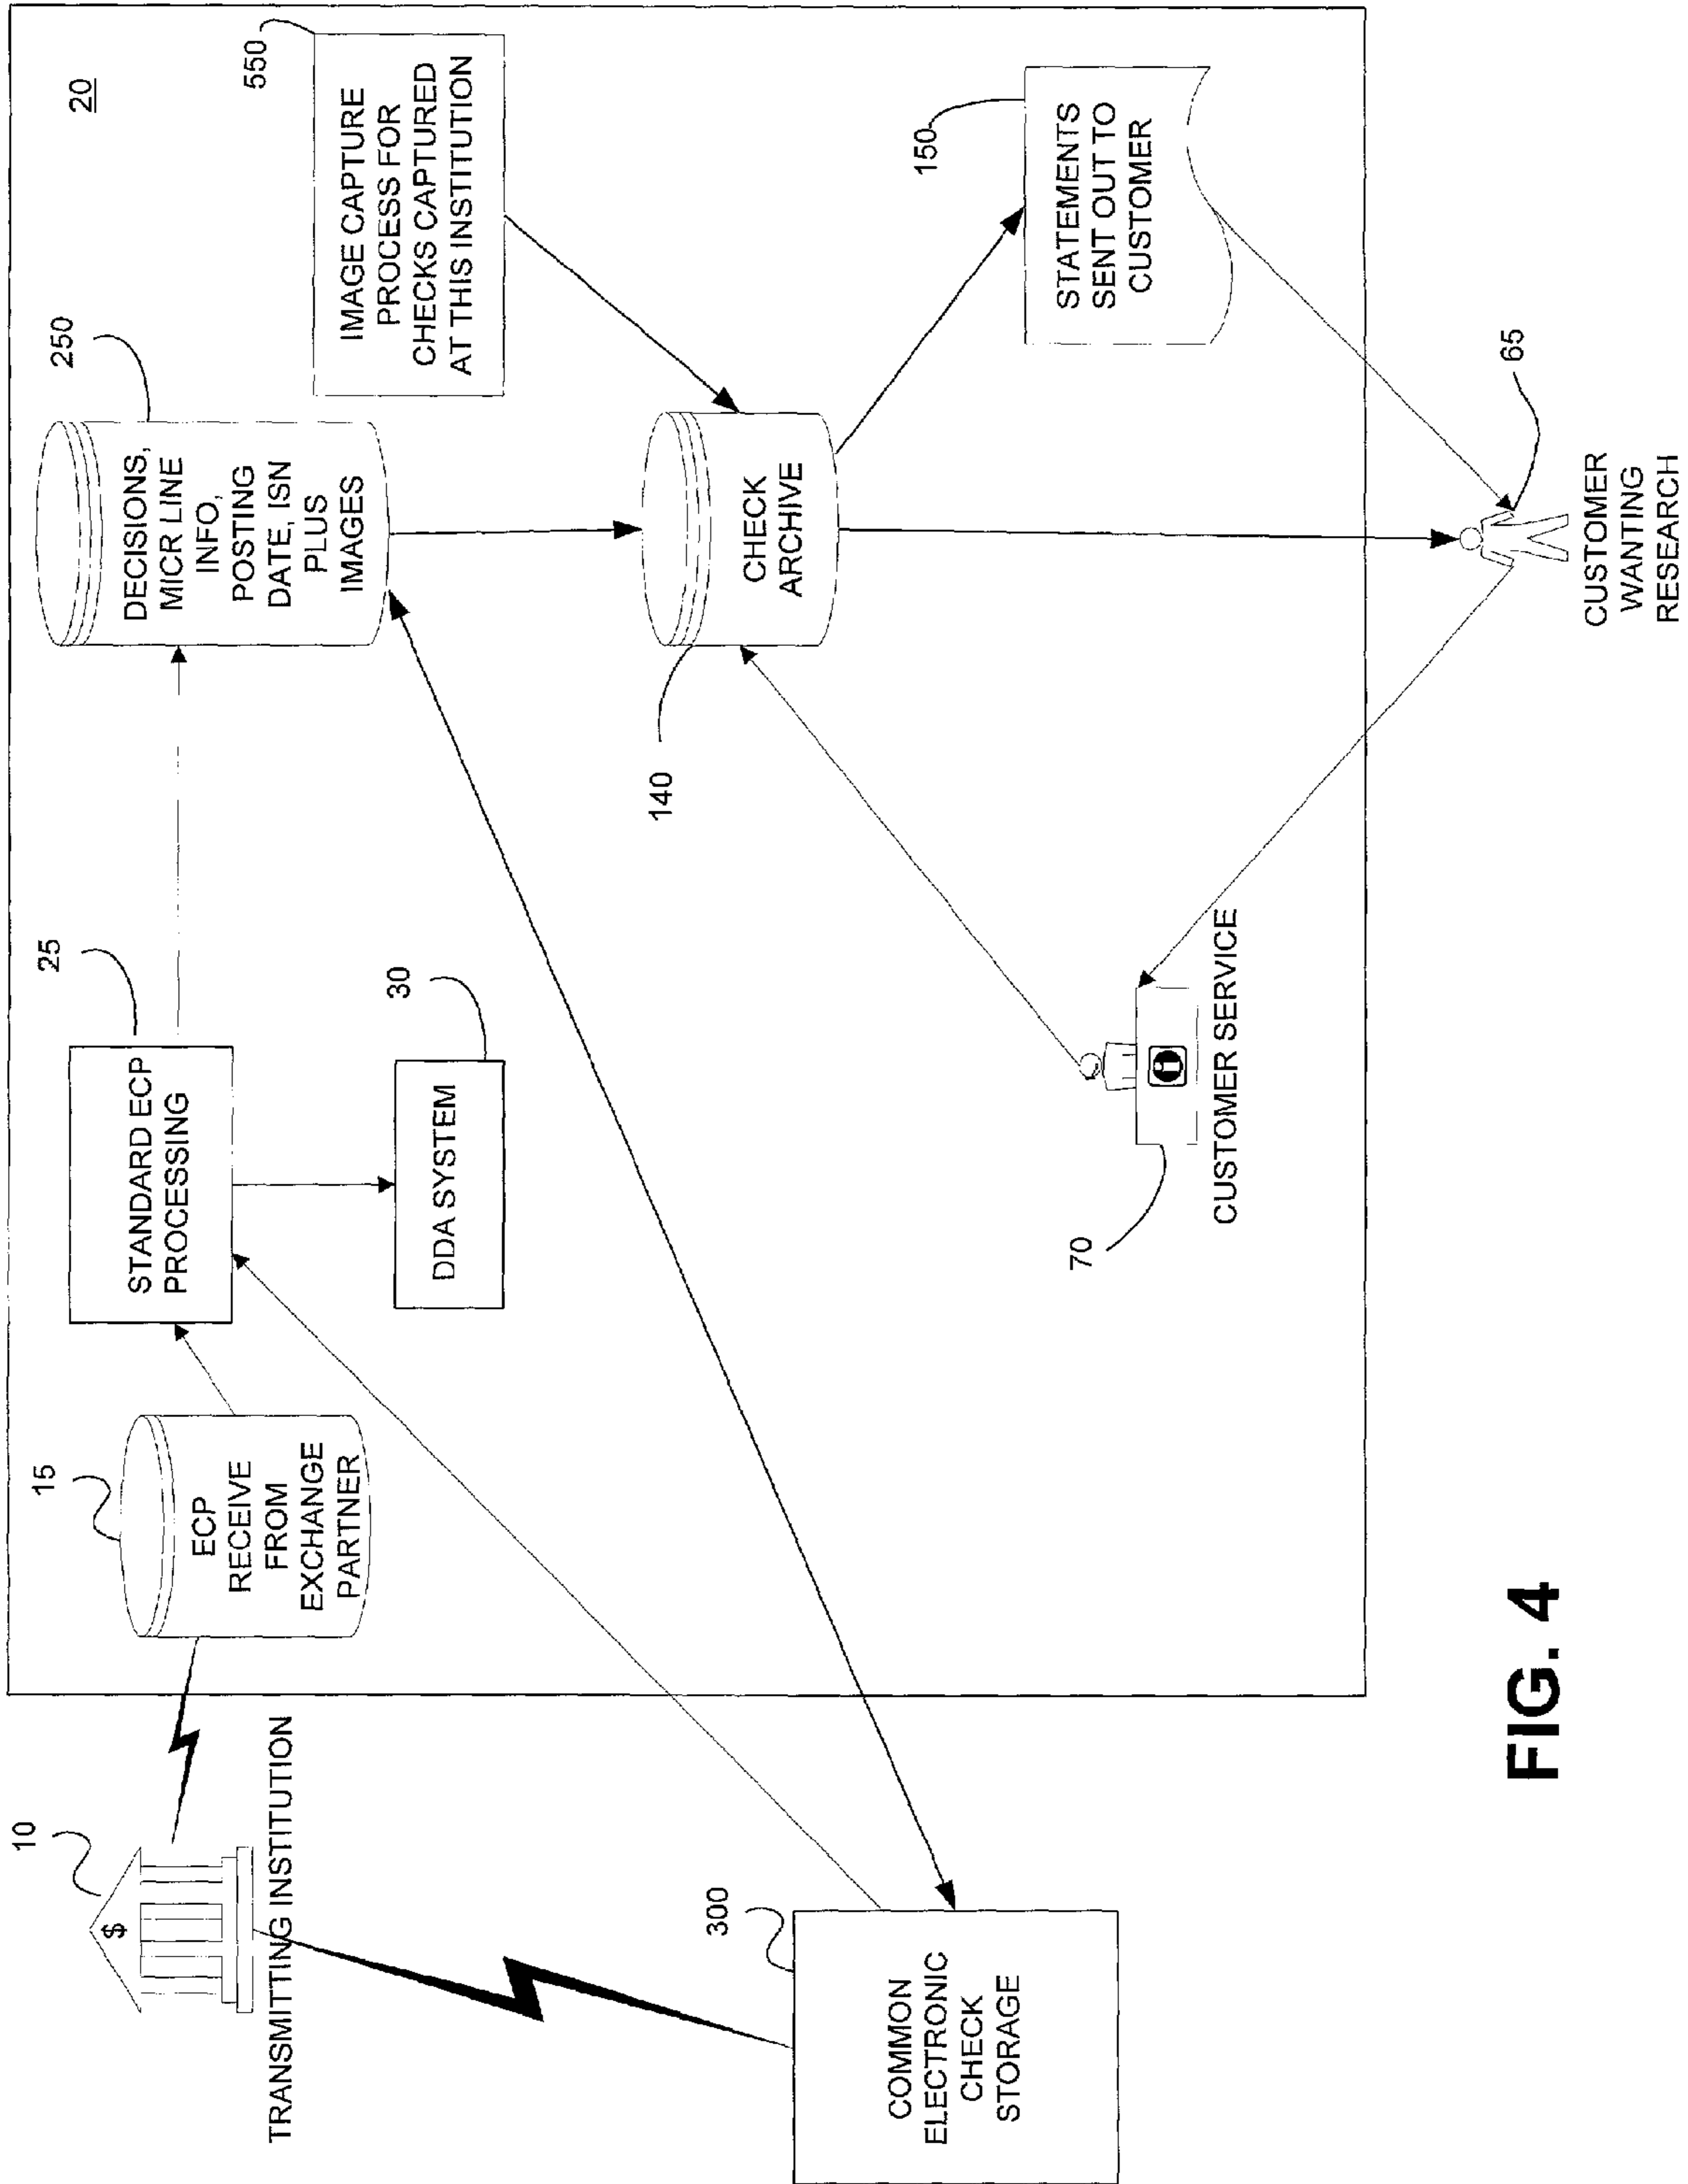 10
$
TRANSMITTING INSTITUTION
15
ECP
RECEIVE
FROM
EXCHANGE
PARTNER
25
STANDARD ECP
PROCESSING
30
DDA SYSTEM
250
DECISIONS,
MICR LINE
INFO,
POSTING
DATE, ISN
PLUS
IMAGES
20
550
IMAGE CAPTURE
PROCESS FOR
CHECKS CAPTURED
AT THIS INSTITUTION
300
COMMON
ELECTRONIC
CHECK
STORAGE
140
CHECK
ARCHIVE
150
STATEMENTS
SENT OUT TO
CUSTOMER
70
i
CUSTOMER SERVICE
65
CUSTOMER
WANTING
RESEARCH
FIG. 4